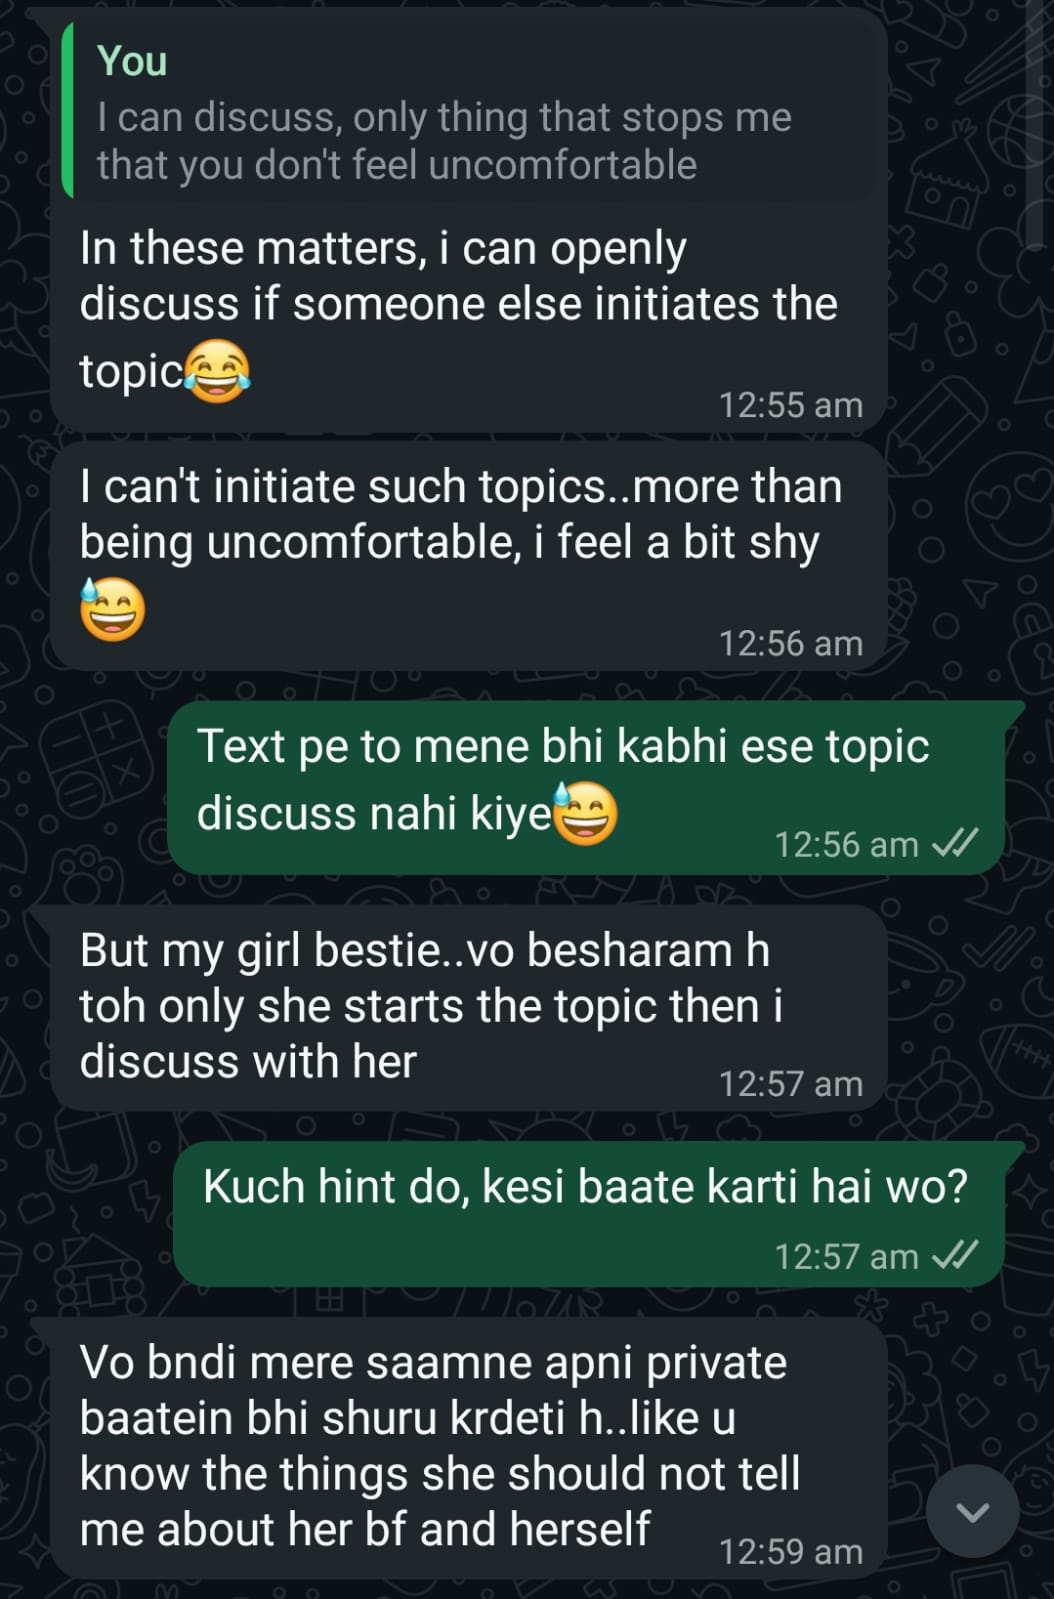 You
I can discuss, only thing that stops me
that you don't feel uncomfortable
In these matters, i can openly
discuss if someone else initiates the
topic😂
12:55 am
I can't initiate such topics..more than
being uncomfortable, i feel a bit shy
😅
12:56 am
Text pe to mene bhi kabhi ese topic
discuss nahi kiye😅
12:56 am
But my girl bestie..vo besharam h
toh only she starts the topic then i
discuss with her
12:57 am
Kuch hint do, kesi baate karti hai wo?
12:57 am
Vo bndi mere saamne apni private
baatein bhi shuru krdeti h..like u
know the things she should not tell
me about her bf and herself
12:59 am